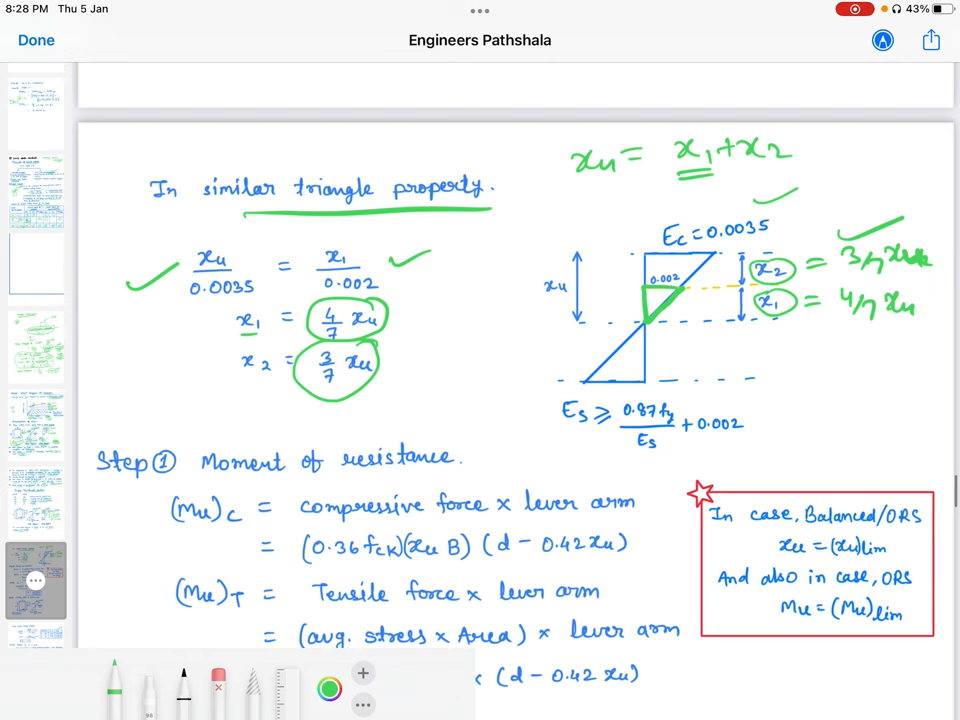 8:28 PM Thu 5 Jan
43%
Done
Engineers Pathshala
xu = x1 + x2
In similar triangle property.
Ec = 0.0035
xu / 0.0035 = x1 / 0.002
x1 = 4/7 xu
x2 = 3/7 xu
xu
0.002
x2 = 3/7 xu
x1 = 4/7 xu
Es ≥ 0.87fy / Es + 0.002
Step ① Moment of resistance.
(Mu)C = compressive force × lever arm
= (0.36 fck)(xu B) (d - 0.42 xu)
(Mu)T = Tensile force × lever arm
= (avg. stress × Area) × lever arm
× (d - 0.42 xu)
In case, Balanced/ORS
xu = (xu)lim
And also in case, ORS
Mu = (Mu)lim
98